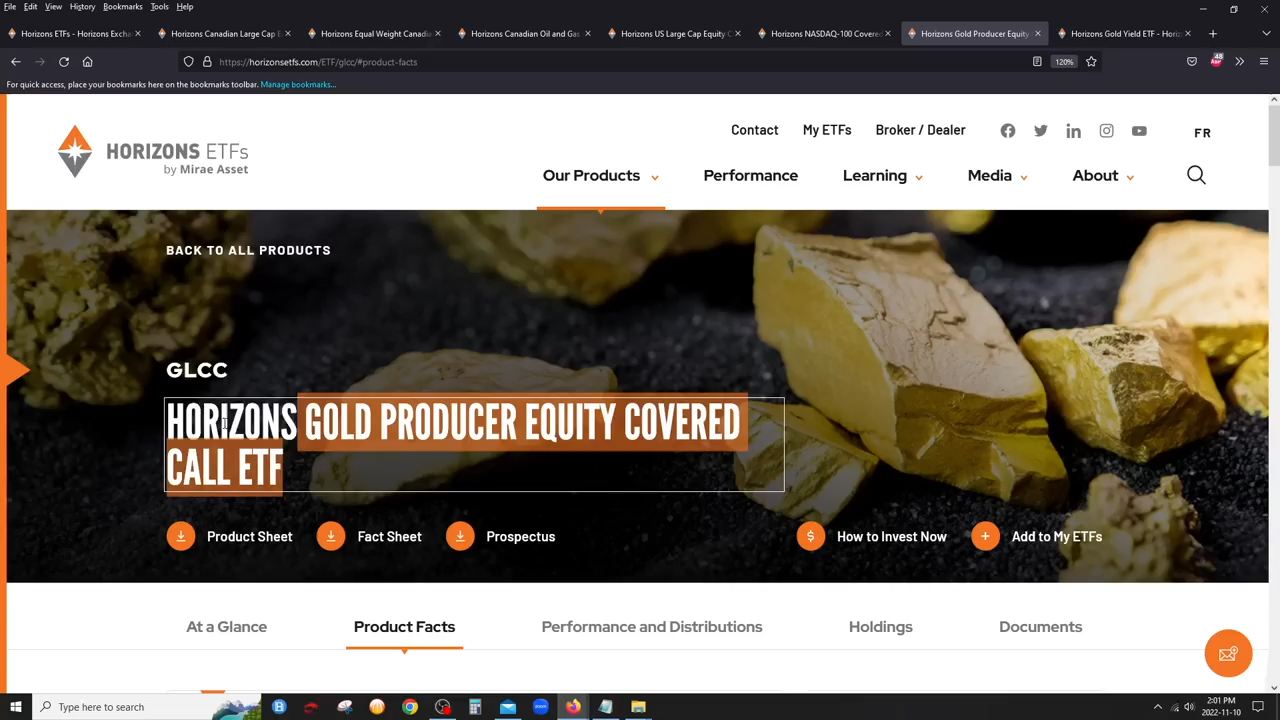 File Edit View History Bookmarks Tools Help
Horizons ETFs - Horizons Excha
Horizons Canadian Large Cap E
Horizons Equal Weight Canadia
Horizons Canadian Oil and Gas
Horizons US Large Cap Equity C
Horizons NASDAQ-100 Covered
Horizons Gold Producer Equity
Horizons Gold Yield ETF - Horiz
https://horizonsetfs.com/ETF/glcc/#product-facts
120%
For quick access, place your bookmarks here on the bookmarks toolbar. Manage bookmarks...
Contact My ETFs Broker / Dealer
FR
HORIZONS ETFs
by Mirae Asset
Our Products Performance Learning Media About
BACK TO ALL PRODUCTS
GLCC
HORIZONS GOLD PRODUCER EQUITY COVERED
CALL ETF
Product Sheet Fact Sheet Prospectus How to Invest Now Add to My ETFs
At a Glance Product Facts Performance and Distributions Holdings Documents
Type here to search
2:01 PM
2022-11-10